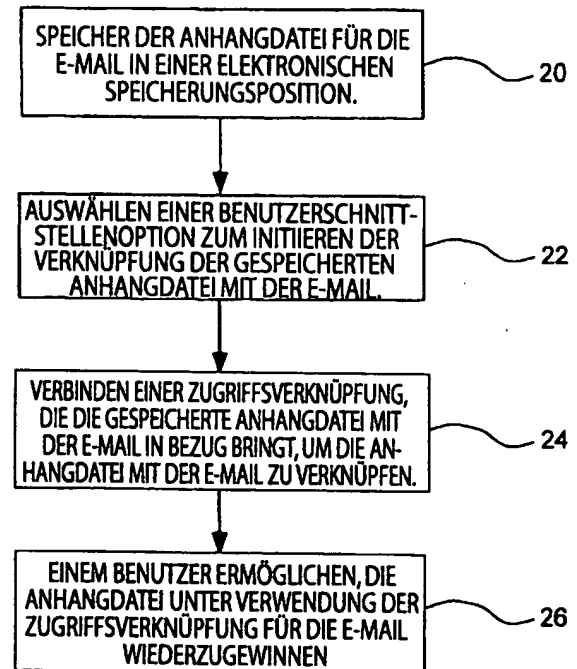 SPEICHER DER ANHANGDATEI FÜR DIE
E-MAIL IN EINER ELEKTRONISCHEN
SPEICHERUNGSPOSITION.
20
AUSWÄHLEN EINER BENUTZERSCHNITT-
STELLENOPTION ZUM INITIIEREN DER
VERKNÜPFUNG DER GESPEICHERTEN
ANHANGDATEI MIT DER E-MAIL.
22
VERBINDEN EINER ZUGRIFFSVERKNÜPFUNG,
DIE DIE GESPEICHERTE ANHANGDATEI MIT
DER E-MAIL IN BEZUG BRINGT, UM DIE AN-
HANGDATEI MIT DER E-MAIL ZU VERKNÜPFEN.
24
EINEM BENUTZER ERMÖGLICHEN, DIE
ANHANGDATEI UNTER VERWENDUNG DER
ZUGRIFFSVERKNÜPFUNG FÜR DIE E-MAIL
WIEDERZUGEWINNEN
26